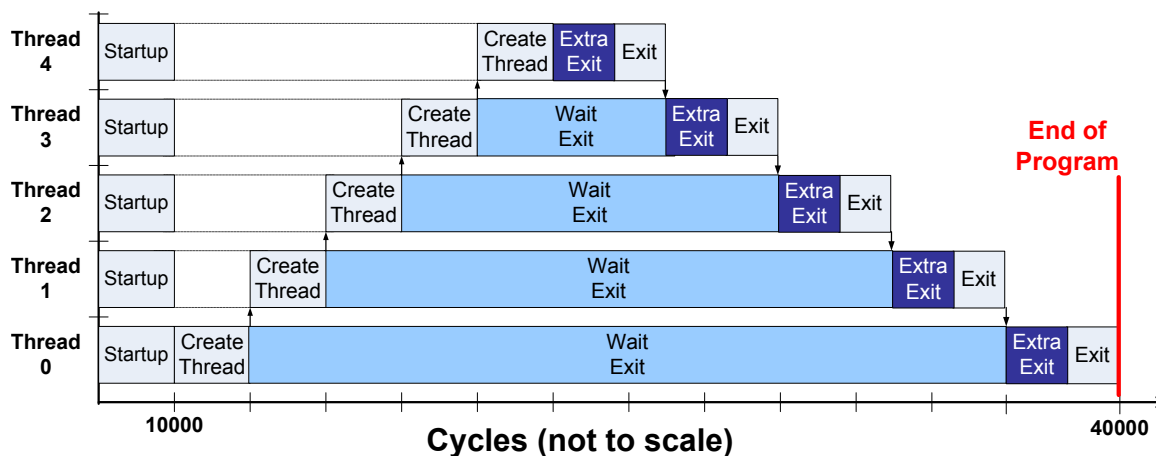 Thread
4
Startup
Create
Thread
Extra
Exit
Exit
Thread
3
Startup
Create
Thread
Wait
Exit
Extra
Exit
Exit
End of
Program
Thread
2
Startup
Create
Thread
Wait
Exit
Extra
Exit
Exit
Thread
1
Startup
Create
Thread
Wait
Exit
Extra
Exit
Exit
Thread
0
Startup
Create
Thread
Wait
Exit
Extra
Exit
Exit
10000
40000
Cycles (not to scale)